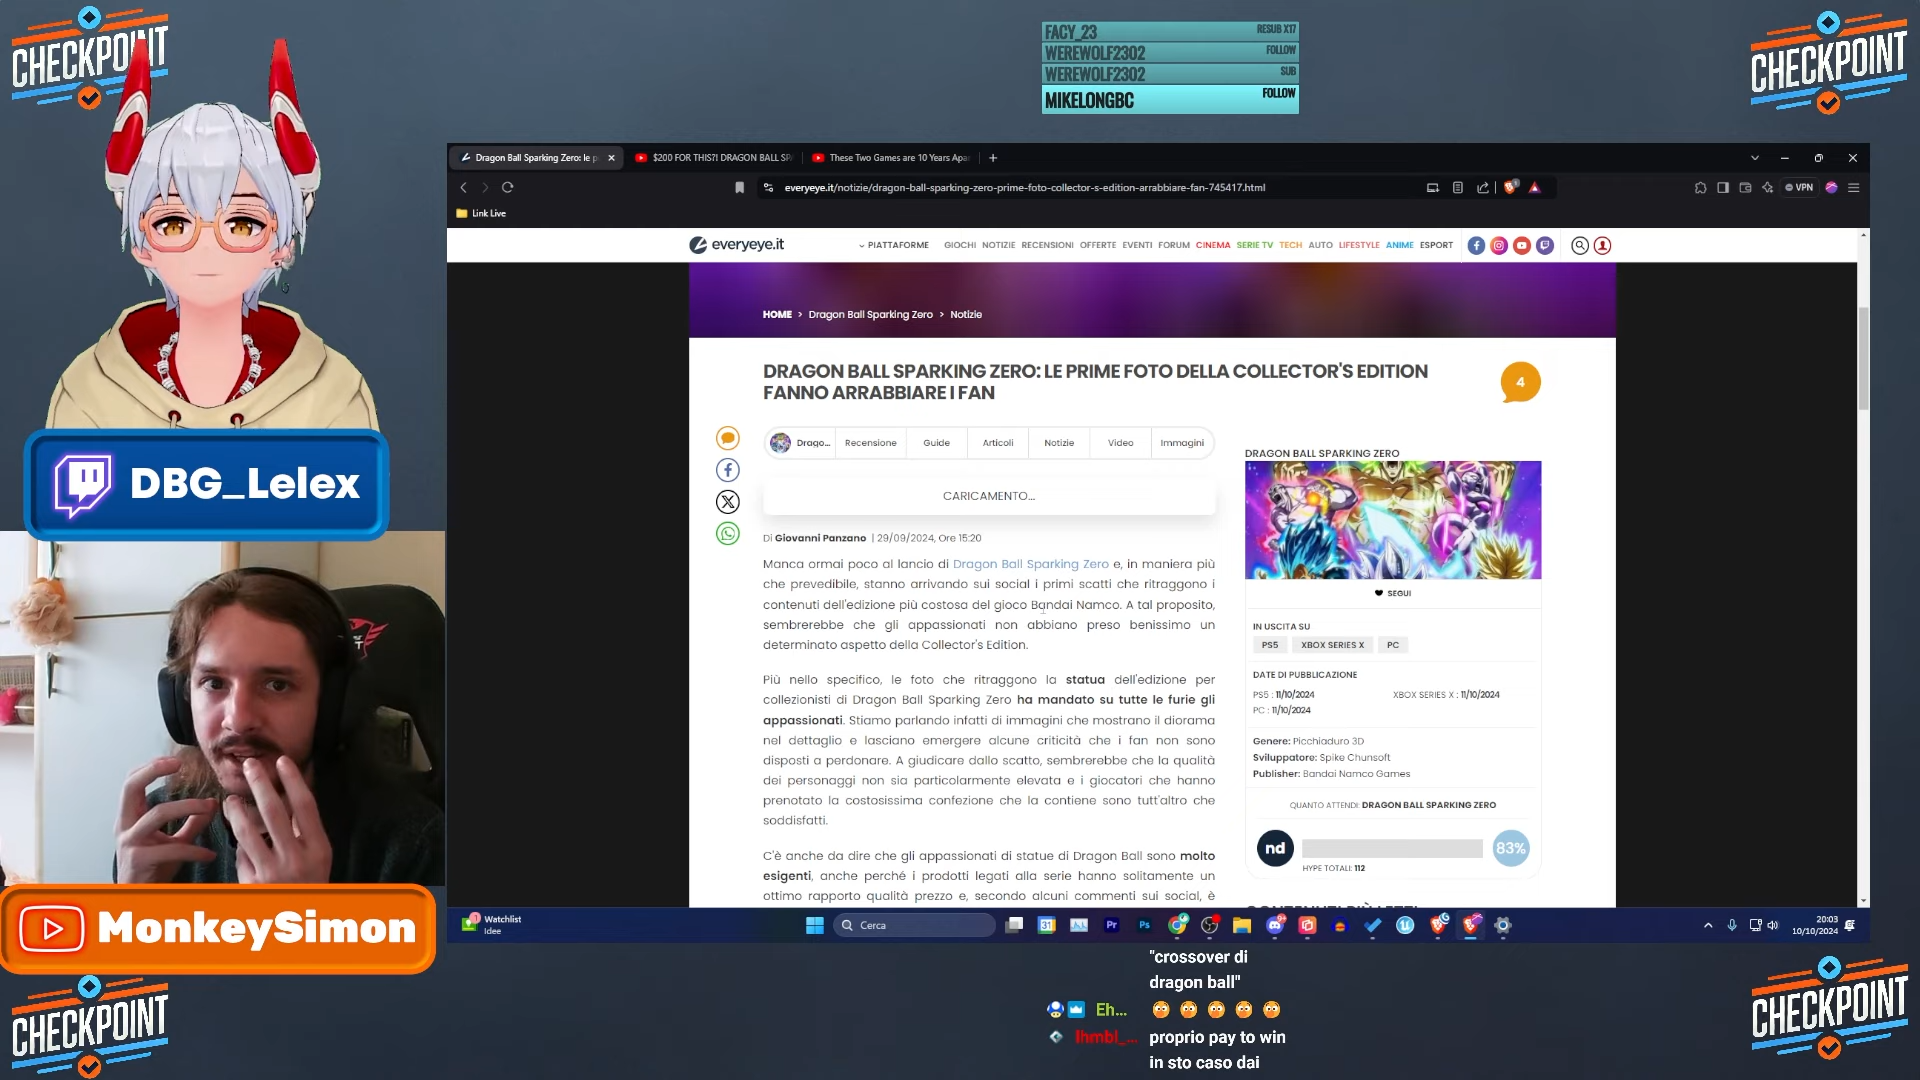 CHECKPOINT
FACY_23 RESUB X17
WEREWOLF2302 FOLLOW
WEREWOLF2302 SUB
MIKELONGBC FOLLOW
CHECKPOINT
Dragon Ball Sparking Zero: le p
$200 FOR THIS?! DRAGON BALL SP
These Two Games are 10 Years Apa
everyeye.it/notizie/dragon-ball-sparking-zero-prime-foto-collector-s-edition-arrabbiare-fan-745417.html
VPN
Link Live
everyeye.it
PIATTAFORME GIOCHI NOTIZIE RECENSIONI OFFERTE EVENTI FORUM CINEMA SERIE TV TECH AUTO LIFESTYLE ANIME ESPORT
HOME > Dragon Ball Sparking Zero > Notizie
DRAGON BALL SPARKING ZERO: LE PRIME FOTO DELLA COLLECTOR'S EDITION
FANNO ARRABBIARE I FAN
4
Drago... Recensione Guide Articoli Notizie Video Immagini
CARICAMENTO...
Di Giovanni Panzano | 29/09/2024, Ore 15:20
Manca ormai poco al lancio di Dragon Ball Sparking Zero e, in maniera più
che prevedibile, stanno arrivando sui social i primi scatti che ritraggono i
contenuti dell'edizione più costosa del gioco Bandai Namco. A tal proposito,
sembrerebbe che gli appassionati non abbiano preso benissimo un
determinato aspetto della Collector's Edition.
Più nello specifico, le foto che ritraggono la statua dell'edizione per
collezionisti di Dragon Ball Sparking Zero ha mandato su tutte le furie gli
appassionati. Stiamo parlando infatti di immagini che mostrano il diorama
nel dettaglio e lasciano emergere alcune criticità che i fan non sono
disposti a perdonare. A giudicare dallo scatto, sembrerebbe che la qualità
dei personaggi non sia particolarmente elevata e i giocatori che hanno
prenotato la costosissima confezione che la contiene sono tutt'altro che
soddisfatti.
C'è anche da dire che gli appassionati di statue di Dragon Ball sono molto
esigenti, anche perché i prodotti legati alla serie hanno solitamente un
ottimo rapporto qualità prezzo e, secondo alcuni commenti sui social, è
DRAGON BALL SPARKING ZERO
SEGUI
IN USCITA SU
PS5 XBOX SERIES X PC
DATE DI PUBBLICAZIONE
PS5 : 11/10/2024 XBOX SERIES X : 11/10/2024
PC : 11/10/2024
Genere: Picchiaduro 3D
Sviluppatore: Spike Chunsoft
Publisher: Bandai Namco Games
QUANTO ATTENDI: DRAGON BALL SPARKING ZERO
nd 83%
HYPE TOTALI: 112
DBG_Lelex
MonkeySimon
Watchlist
Idee
Cerca
20:03
10/10/2024
"crossover di
dragon ball"
Eh...
lhmbl_... proprio pay to win
in sto caso dai
CHECKPOINT
CHECKPOINT